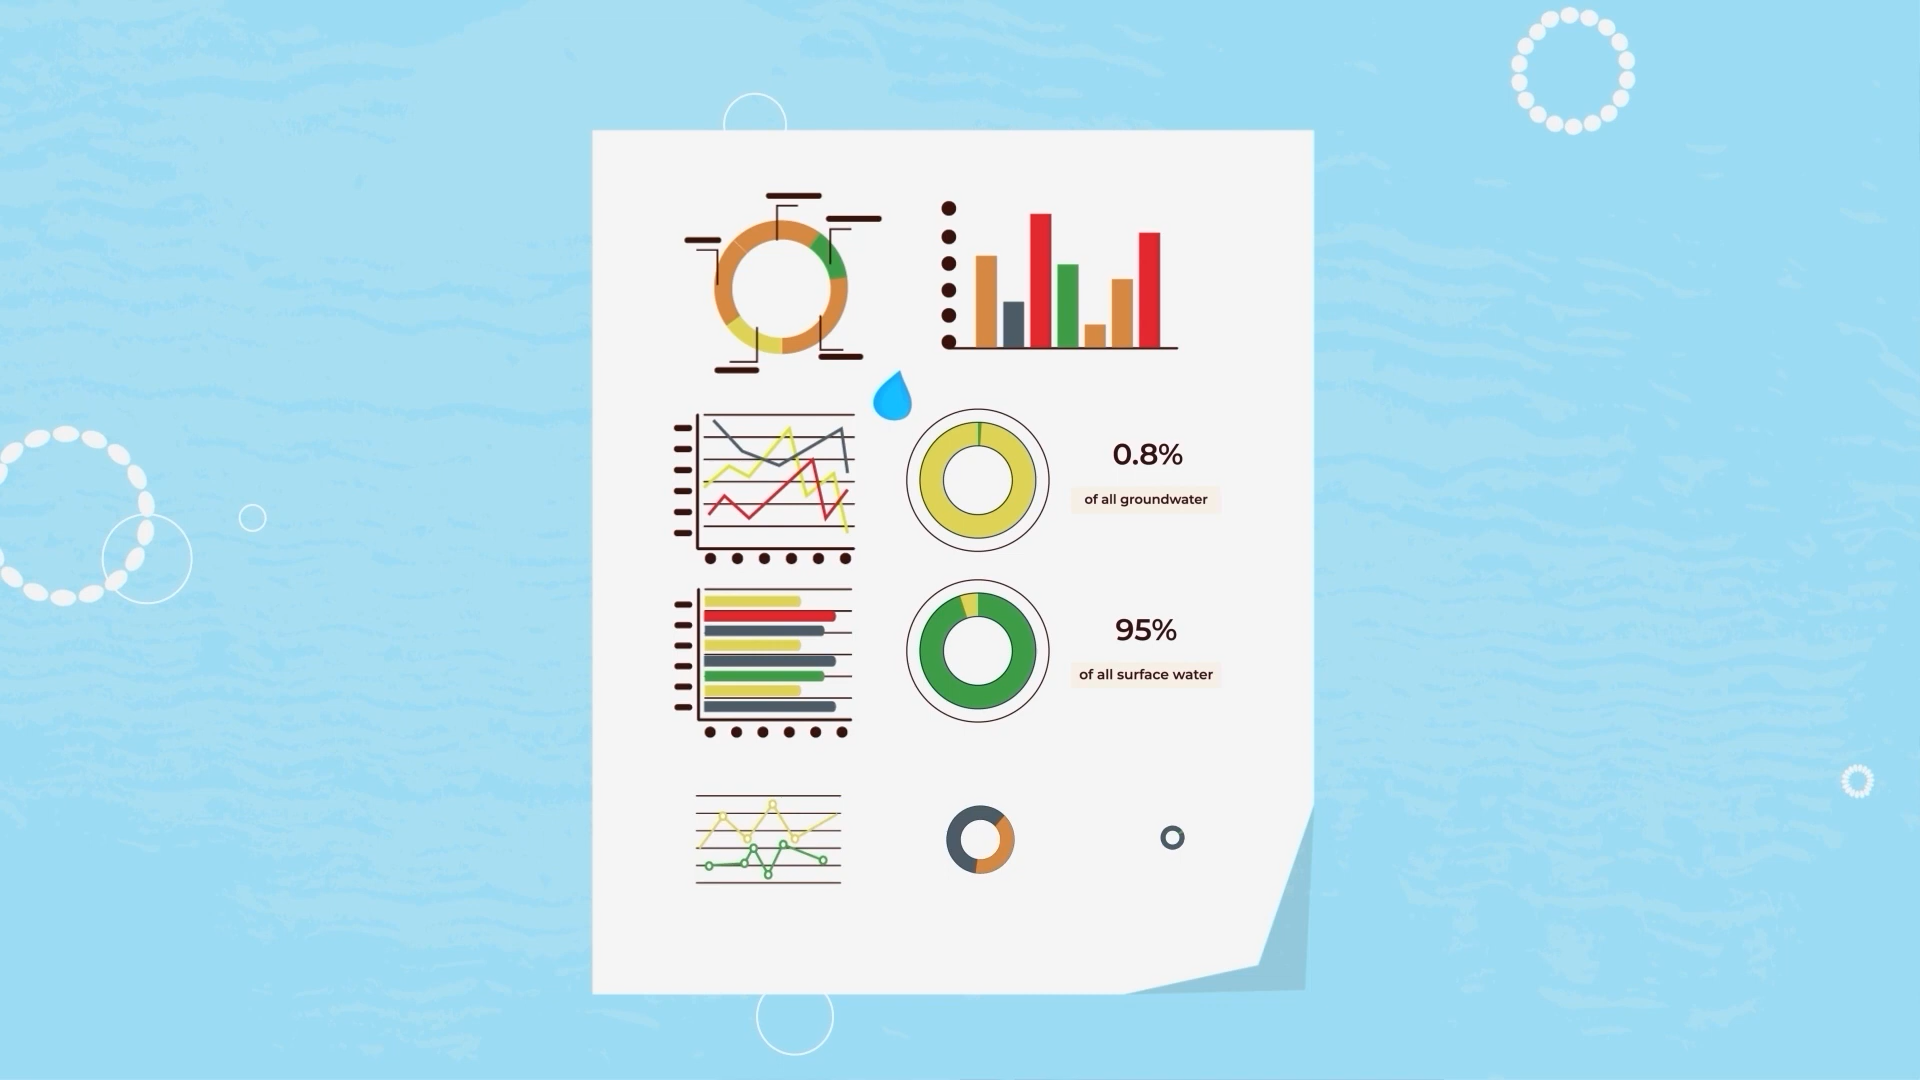 0.8%
of all groundwater
95%
of all surface water